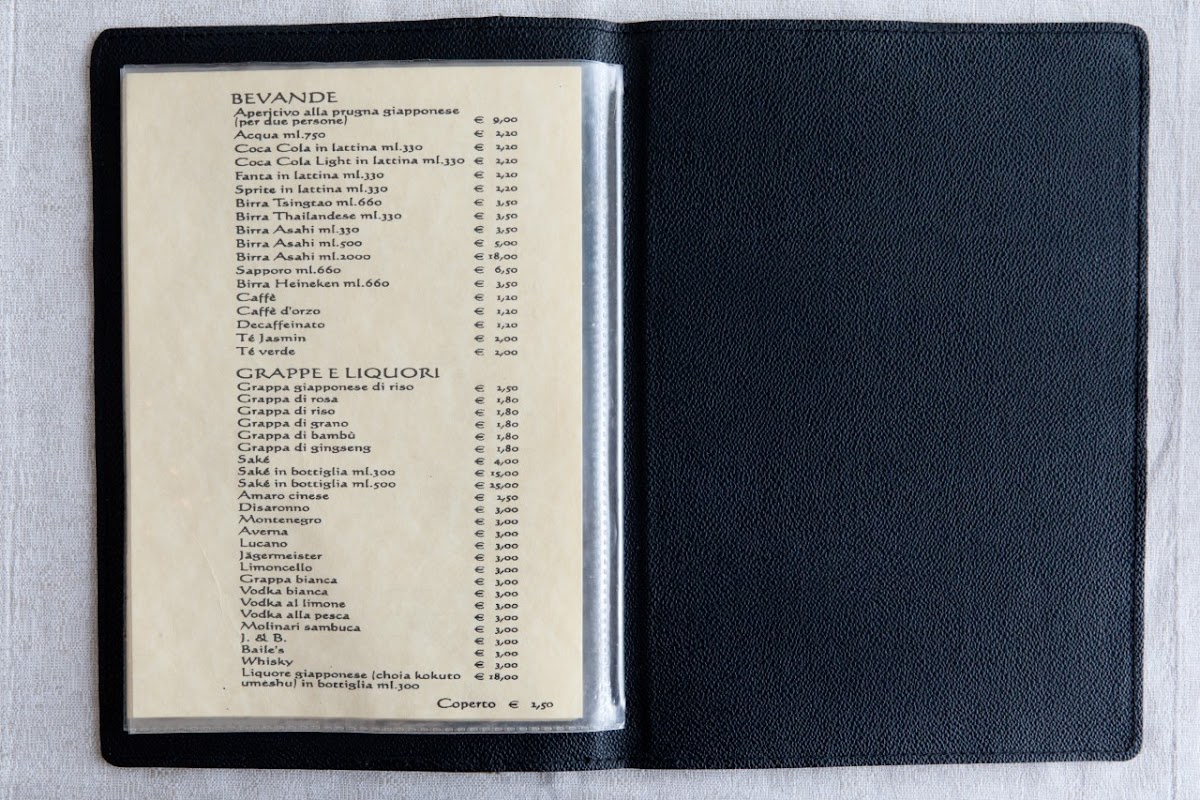 BEVANDE
Aperitivo alla prugna giapponese
(per due persone) € 9,00
Acqua ml.750 € 2,20
Coca Cola in lattina ml.330 € 2,20
Coca Cola Light in lattina ml.330 € 2,20
Fanta in lattina ml.330 € 2,20
Sprite in lattina ml.330 € 2,20
Birra Tsingtao ml.660 € 3,50
Birra Thailandese ml.330 € 3,50
Birra Asahi ml.330 € 3,50
Birra Asahi ml.500 € 5,00
Birra Asahi ml.2000 € 18,00
Sapporo ml.660 € 6,50
Birra Heineken ml.660 € 3,50
Caffè € 1,20
Caffè d'orzo € 1,20
Decaffeinato € 1,20
Té Jasmin € 2,00
Té verde € 2,00
GRAPPE E LIQUORI
Grappa giapponese di riso € 2,50
Grappa di rosa € 1,80
Grappa di riso € 1,80
Grappa di grano € 1,80
Grappa di bambù € 1,80
Grappa di gingseng € 1,80
Saké € 4,00
Saké in bottiglia ml.300 € 15,00
Saké in bottiglia ml.500 € 25,00
Amaro cinese € 2,50
Disaronno € 3,00
Montenegro € 3,00
Averna € 3,00
Lucano € 3,00
Jägermeister € 3,00
Limoncello € 3,00
Grappa bianca € 3,00
Vodka bianca € 3,00
Vodka al limone € 3,00
Vodka alla pesca € 3,00
Molinari sambuca € 3,00
J. & B. € 3,00
Baile's € 3,00
Whisky € 3,00
Liquore giapponese (choia kokuto € 18,00
umeshu) in bottiglia ml.300
Coperto € 2,50